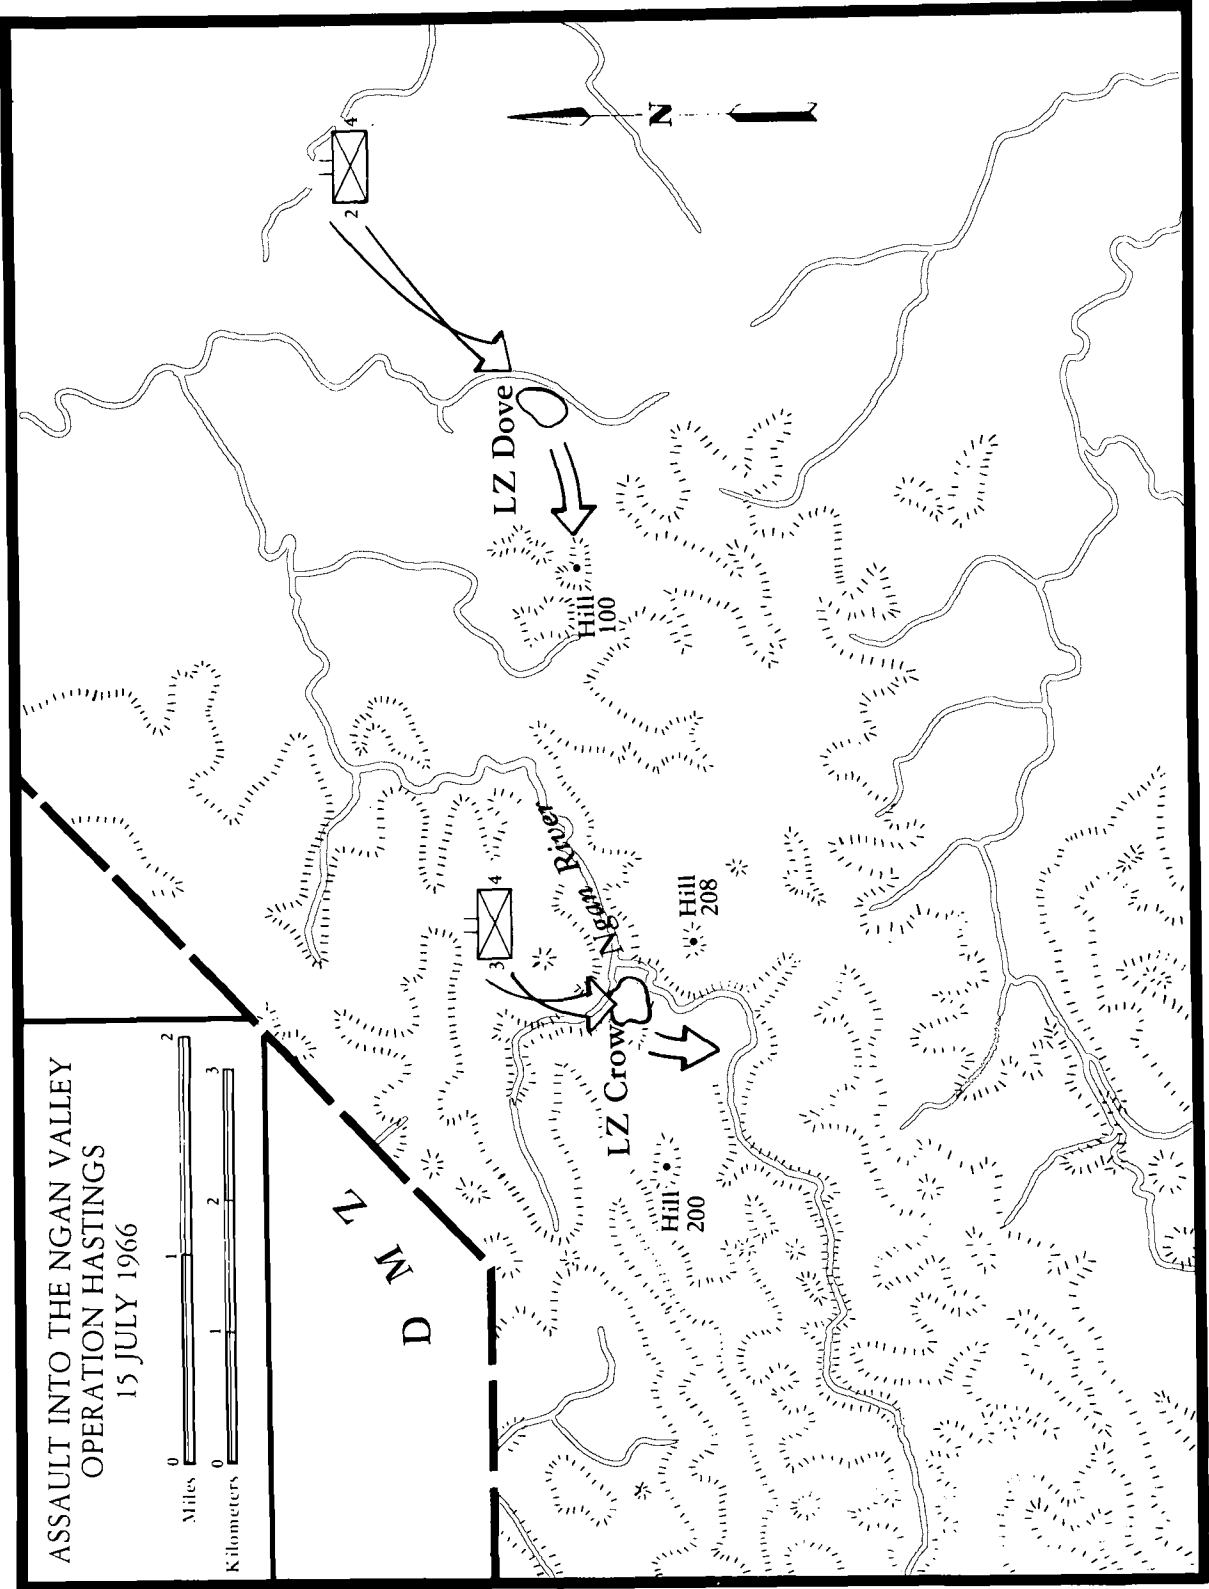 ASSAULT INTO THE NGAN VALLEY
OPERATION HASTINGS
15 JULY 1966
0 1 2
Miles
0 1 2 3
Kilometers
D M Z
3 4
Ngan River
LZ Crow
Hill
200
Hill
208
LZ Dove
Hill
100
2 4
N